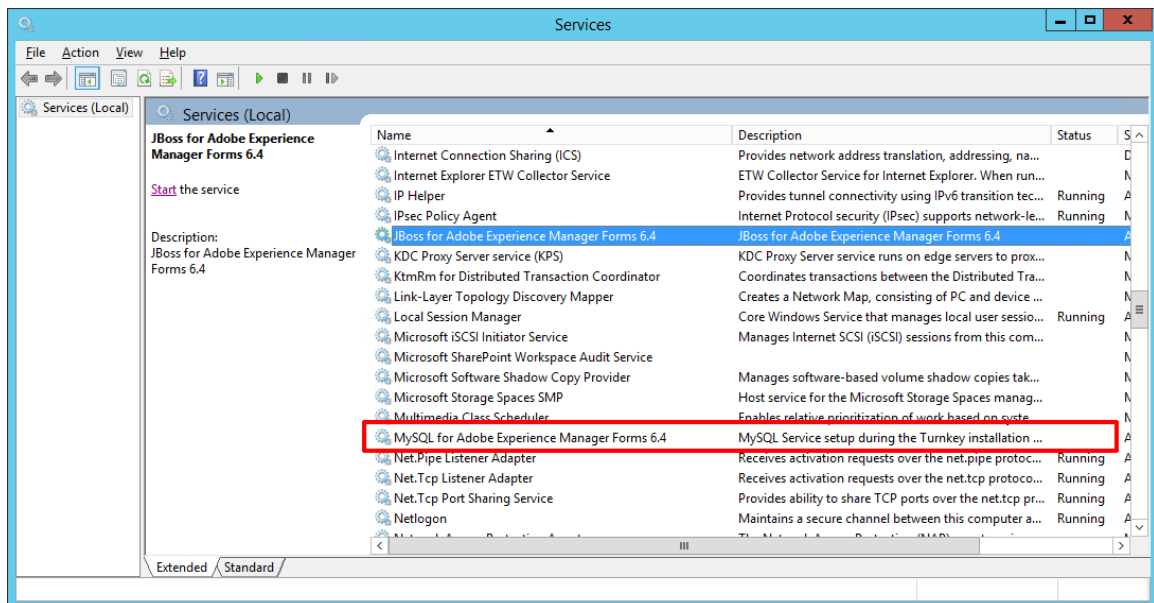 Services
File Action View Help
Services (Local)
Services (Local)
JBoss for Adobe Experience
Manager Forms 6.4
Start the service
Description:
JBoss for Adobe Experience Manager
Forms 6.4
Name Description Status S
Internet Connection Sharing (ICS) Provides network address translation, addressing, na... D
Internet Explorer ETW Collector Service ETW Collector Service for Internet Explorer. When run...
IP Helper Provides tunnel connectivity using IPv6 transition tec... Running A
IPsec Policy Agent Internet Protocol security (IPsec) supports network-le... Running
JBoss for Adobe Experience Manager Forms 6.4 JBoss for Adobe Experience Manager Forms 6.4 A
KDC Proxy Server service (KPS) KDC Proxy Server service runs on edge servers to prox...
KtmRm for Distributed Transaction Coordinator Coordinates transactions between the Distributed Tra...
Link-Layer Topology Discovery Mapper Creates a Network Map, consisting of PC and device ...
Local Session Manager Core Windows Service that manages local user sessio... Running A
Microsoft iSCSI Initiator Service Manages Internet SCSI (iSCSI) sessions from this com...
Microsoft SharePoint Workspace Audit Service
Microsoft Software Shadow Copy Provider Manages software-based volume shadow copies tak...
Microsoft Storage Spaces SMP Host service for the Microsoft Storage Spaces manag...
Multimedia Class Scheduler Enables relative prioritization of work based on syste...
MySQL for Adobe Experience Manager Forms 6.4 MySQL Service setup during the Turnkey installation ... A
Net.Pipe Listener Adapter Receives activation requests over the net.pipe protoc... Running A
Net.Tcp Listener Adapter Receives activation requests over the net.tcp protoco... Running A
Net.Tcp Port Sharing Service Provides ability to share TCP ports over the net.tcp pr... Running A
Netlogon Maintains a secure channel between this computer a... Running A
Extended Standard